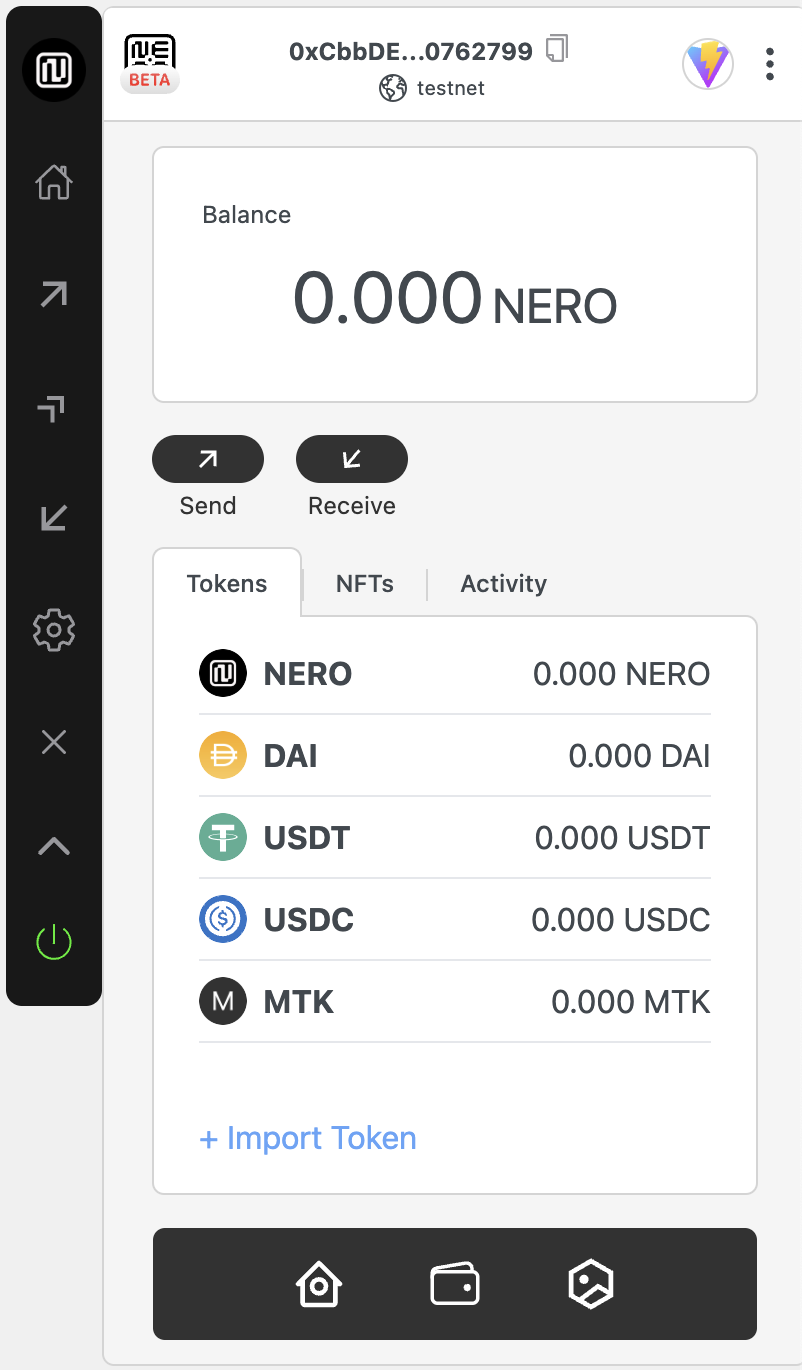 NE
BETA
0xCbbDE...0762799
testnet
Balance
0.000 NERO
Send Receive
Tokens NFTs Activity
NERO 0.000 NERO
DAI 0.000 DAI
USDT 0.000 USDT
USDC 0.000 USDC
M MTK 0.000 MTK
+ Import Token